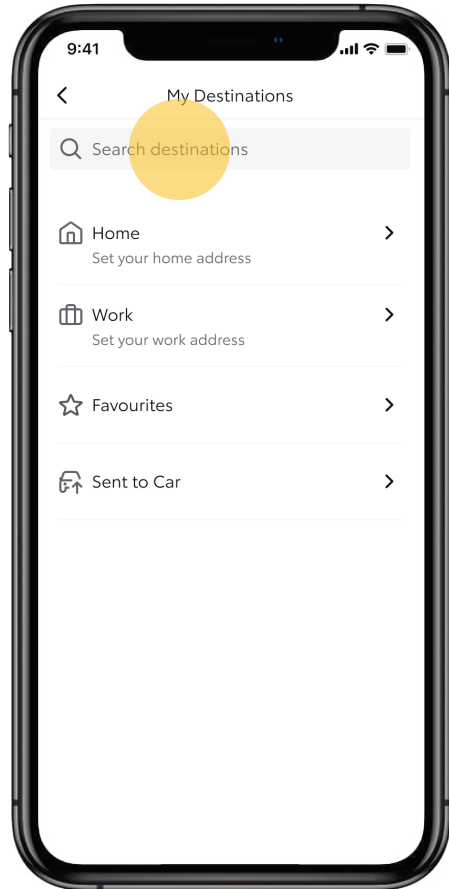 9:41
My Destinations
Search destinations
Home
Set your home address
Work
Set your work address
Favourites
Sent to Car